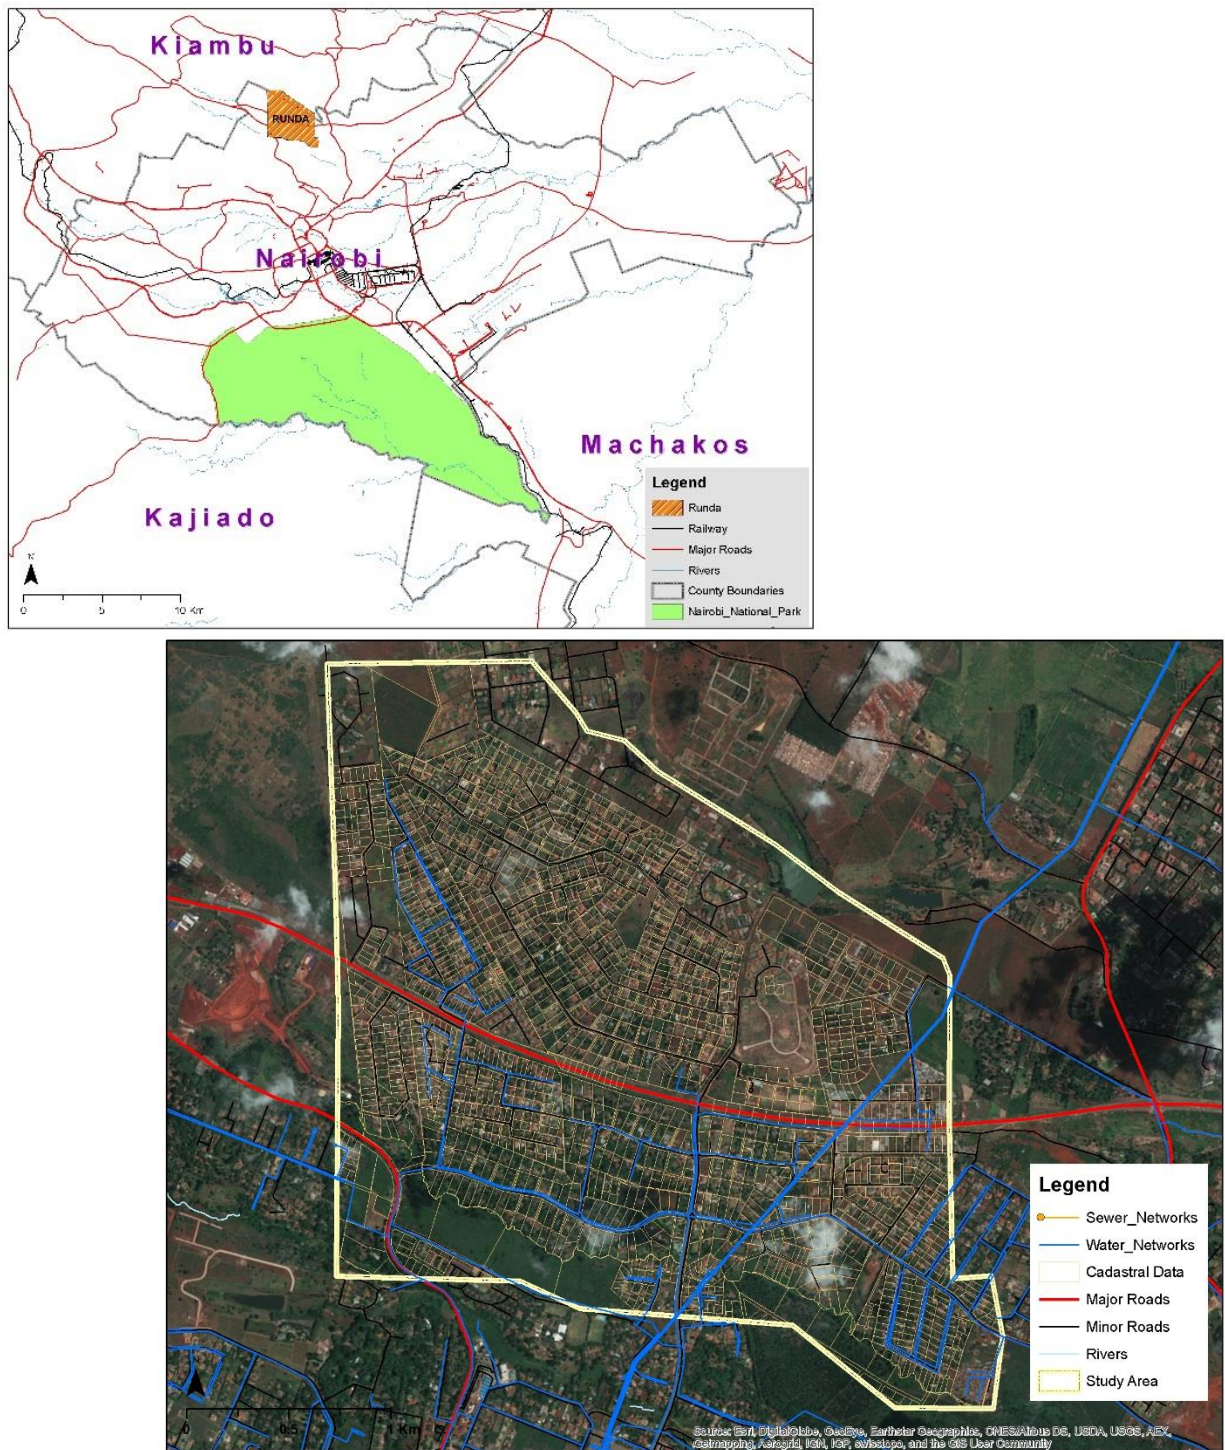 Kiambu
RUNDA
Nairobi
Machakos
Kajiado
N
0 5 10 Km
Legend
Runda
Railway
Major Roads
Rivers
County Boundaries
Nairobi_National_Park
Legend
Sewer_Networks
Water_Networks
Cadastral Data
Major Roads
Minor Roads
Rivers
Study Area
0 0.5 1 Km
Source: Esri, DigitalGlobe, GeoEye, Earthstar Geographics, CNES/Airbus DS, USDA, USGS, AEX,
Getmapping, Aerogrid, IGN, IGP, swisstopo, and the GIS User Community